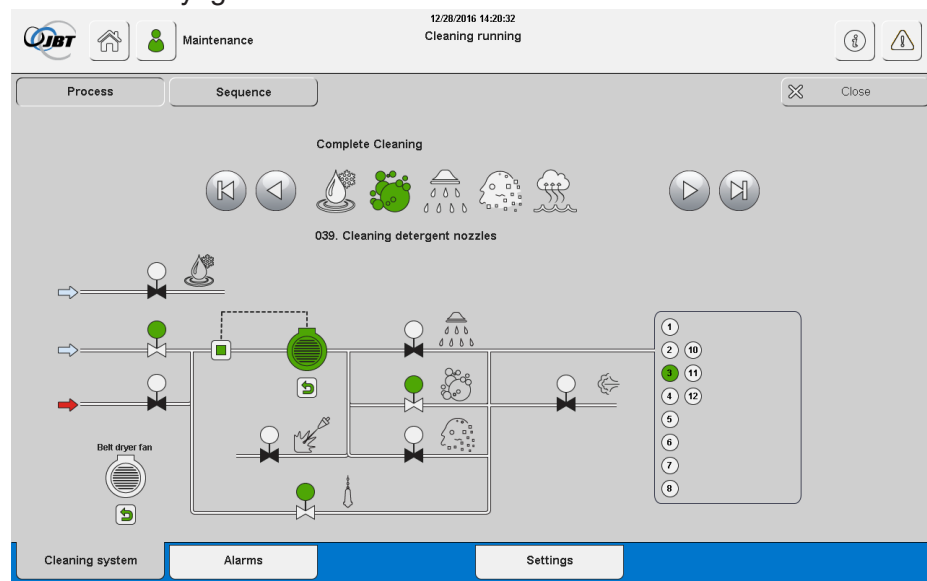 12/28/2016 14:20:32
JBT
Maintenance
Cleaning running
Process
Sequence
Close
Complete Cleaning
039. Cleaning detergent nozzles
1
2 10
3 11
4 12
5
6
7
8
Belt dryer fan
Cleaning system
Alarms
Settings